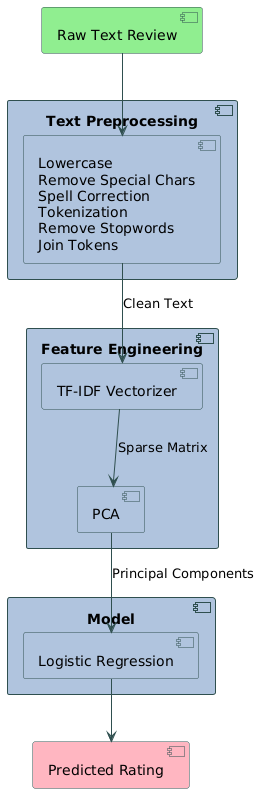 Raw Text Review
Text Preprocessing
Lowercase
Remove Special Chars
Spell Correction
Tokenization
Remove Stopwords
Join Tokens
Clean Text
Feature Engineering
TF-IDF Vectorizer
Sparse Matrix
PCA
Principal Components
Model
Logistic Regression
Predicted Rating